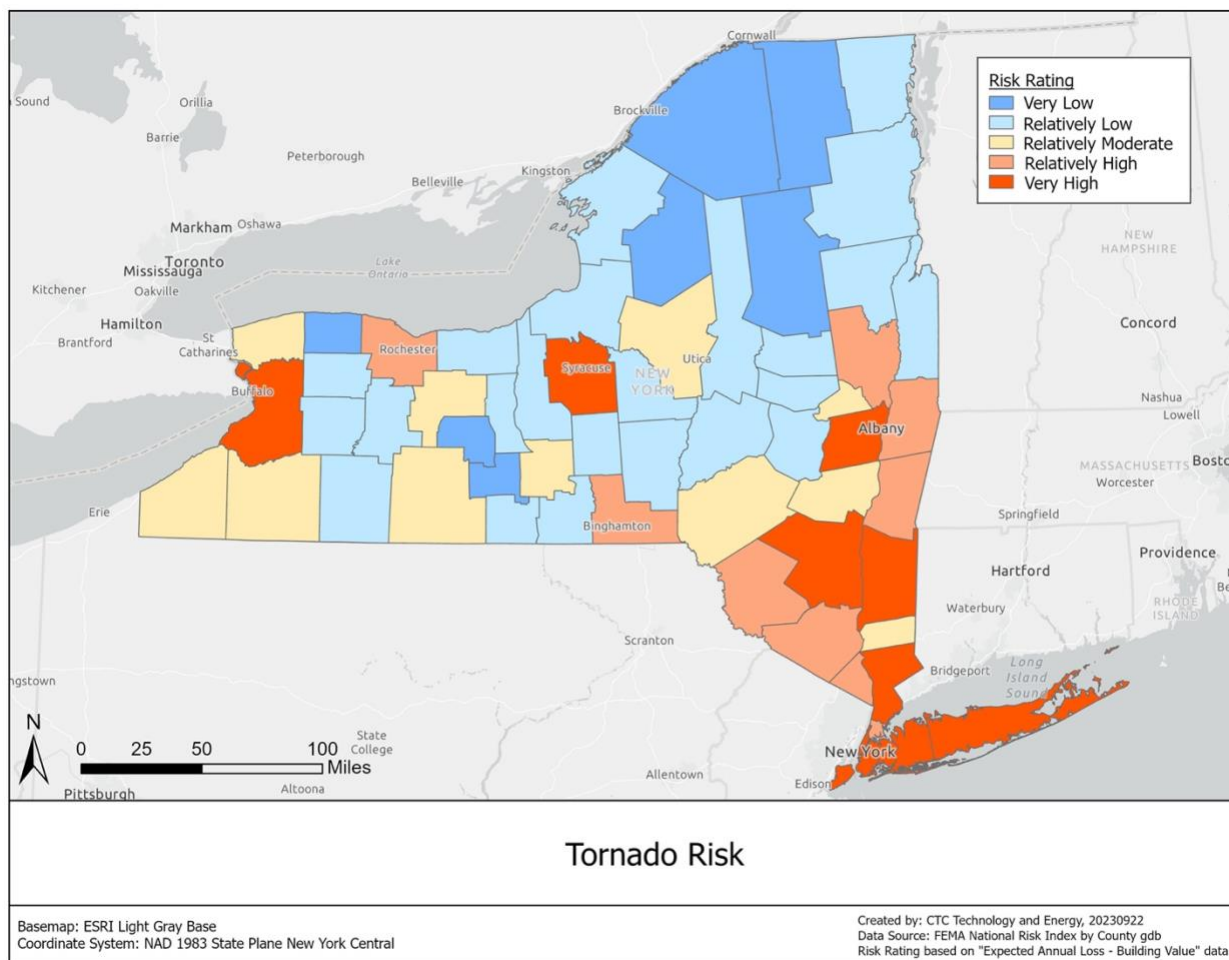 Cornwall
n Sound
Orillia
Barrie
Brockville
Peterborough
Kingston
Belleville
Markham
Oshawa
Toronto
Mississauga
Oakville
Kitchener
Hamilton
Brantford
St
Catharines
Lake
Ontario
Risk Rating
Very Low
Relatively Low
Relatively Moderate
Relatively High
Very High
NEW
HAMPSHIRE
Concord
Rochester
Syracuse
NEW
YORK
Utica
Buffalo
Albany
Nashua
Lowell
MASSACHUSETTS
Worcester
Bosto
Erie
Binghamton
Springfield
Hartford
Providence
Waterbury
RHODE
ISLAND
Be
Scranton
Bridgeport
Long
Island
Sound
ngstown
State
College
New York
Edison
Allentown
Altoona
Pittsburgh
N
0 25 50 100
Miles
Tornado Risk
Basemap: ESRI Light Gray Base
Coordinate System: NAD 1983 State Plane New York Central
Created by: CTC Technology and Energy, 20230922
Data Source: FEMA National Risk Index by County gdb
Risk Rating based on "Expected Annual Loss - Building Value" data